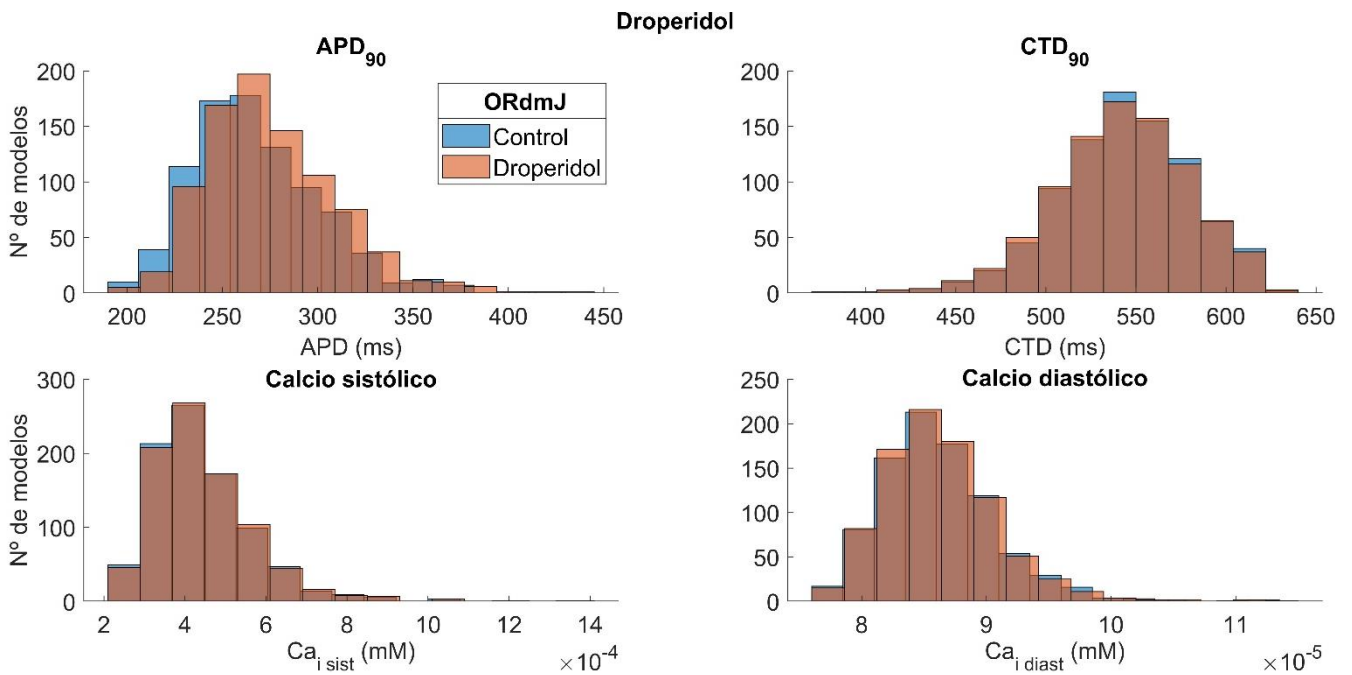 Droperidol
APD90
200
150
100
50
0
Nº de modelos
200 250 300 350 400 450
APD (ms)
ORdmJ
Control
Droperidol
CTD90
200
150
100
50
0
400 450 500 550 600 650
CTD (ms)
Calcio sistólico
300
200
100
0
Nº de modelos
2 4 6 8 10 12 14
Ca i sist (mM)
×10-4
Calcio diastólico
250
200
150
100
50
0
8 9 10 11
Ca i diast (mM)
×10-5